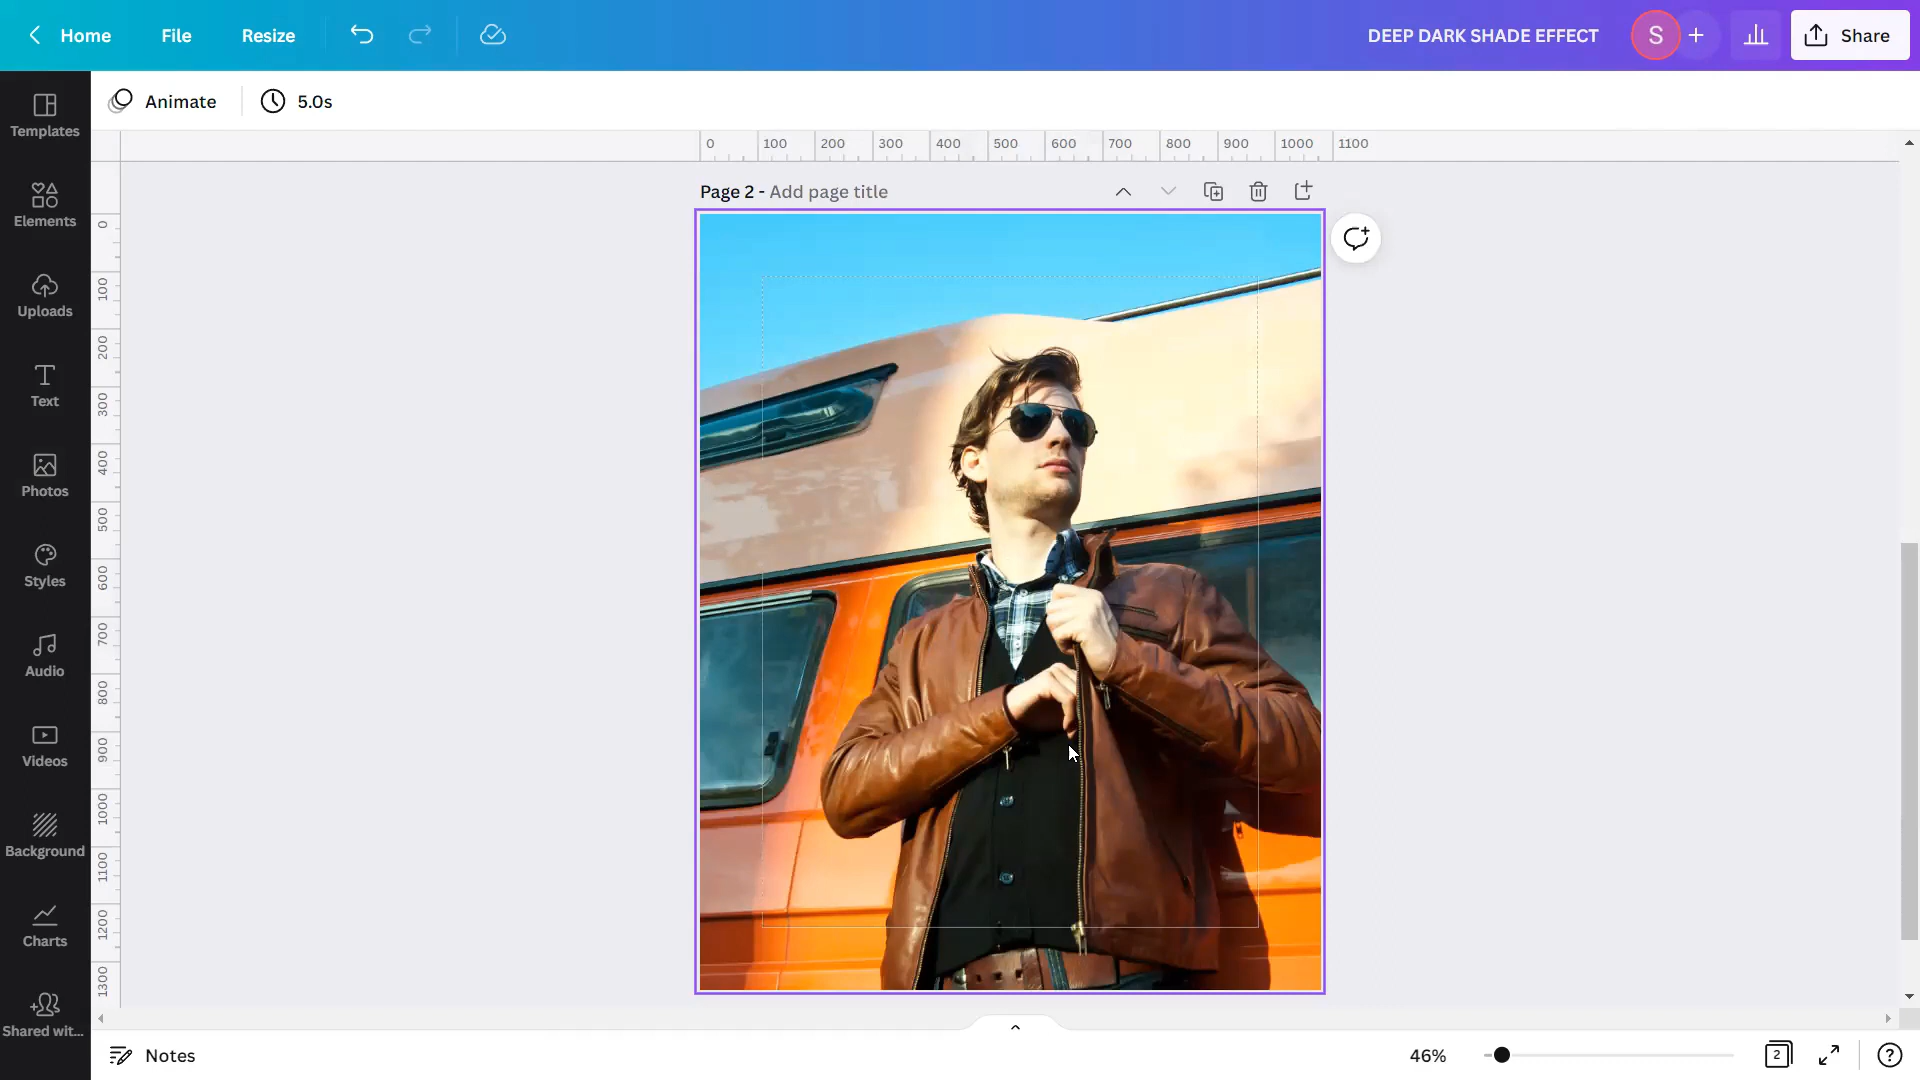 Home File Resize DEEP DARK SHADE EFFECT S Share
Animate 5.0s
0 100 200 300 400 500 600 700 800 900 1000 1100
Page 2 - Add page title
Templates
Elements
Uploads
Text
Photos
Styles
Audio
Videos
Background
Charts
Shared wit...
0
100
200
300
400
500
600
700
800
900
1000
1100
1200
1300
Notes 46% 2 ?